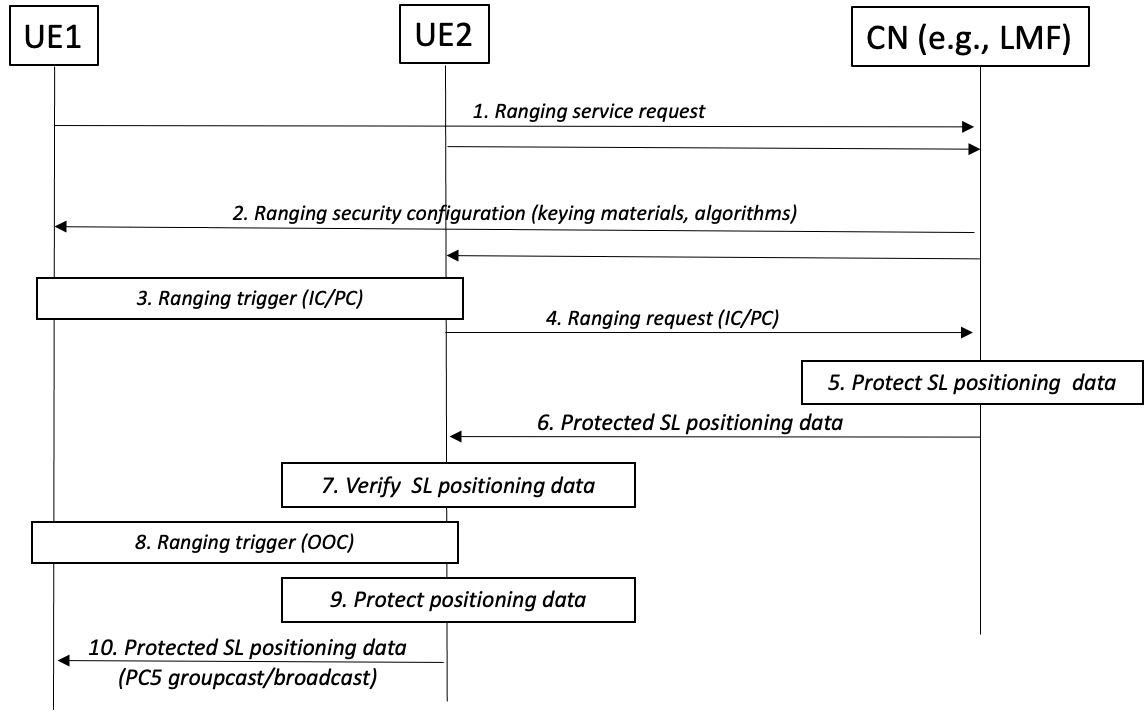 UE1
UE2
CN (e.g., LMF)
1. Ranging service request
2. Ranging security configuration (keying materials, algorithms)
3. Ranging trigger (IC/PC)
4. Ranging request (IC/PC)
5. Protect SL positioning data
6. Protected SL positioning data
7. Verify SL positioning data
8. Ranging trigger (OOC)
9. Protect positioning data
10. Protected SL positioning data
(PC5 groupcast/broadcast)